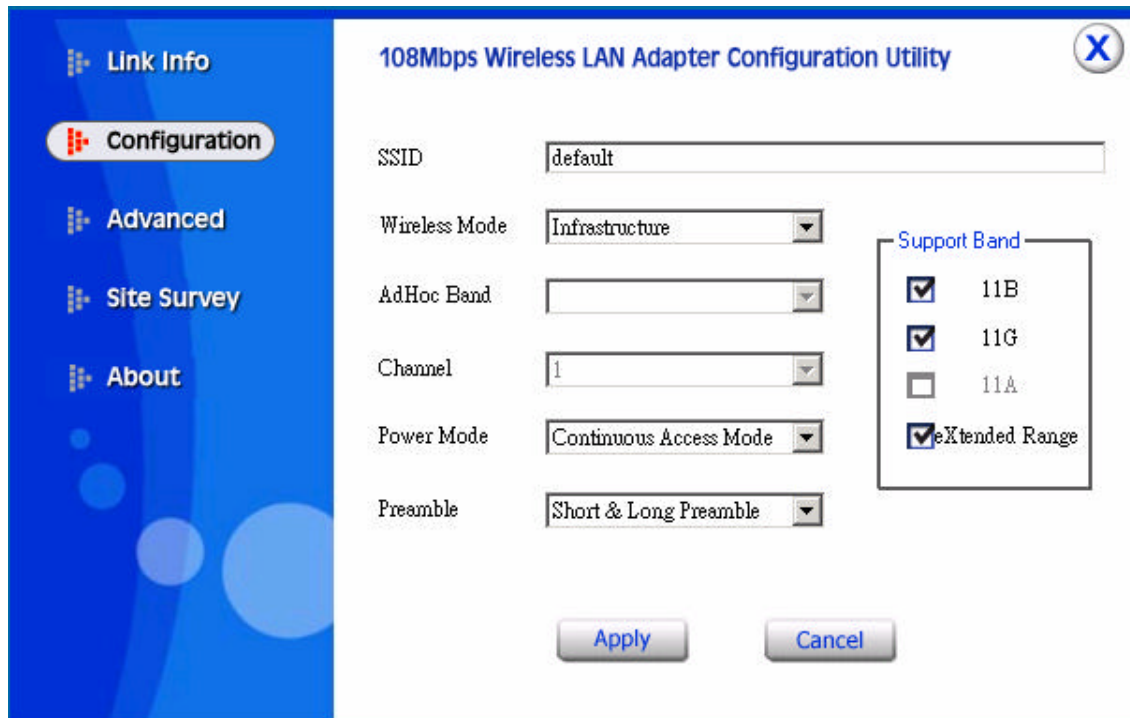 Link Info
Configuration
Advanced
Site Survey
About
108Mbps Wireless LAN Adapter Configuration Utility
X
SSID
default
Wireless Mode
Infrastructure
AdHoc Band
Channel
1
Power Mode
Continuous Access Mode
Preamble
Short & Long Preamble
Support Band
11B
11G
11A
eXtended Range
Apply
Cancel